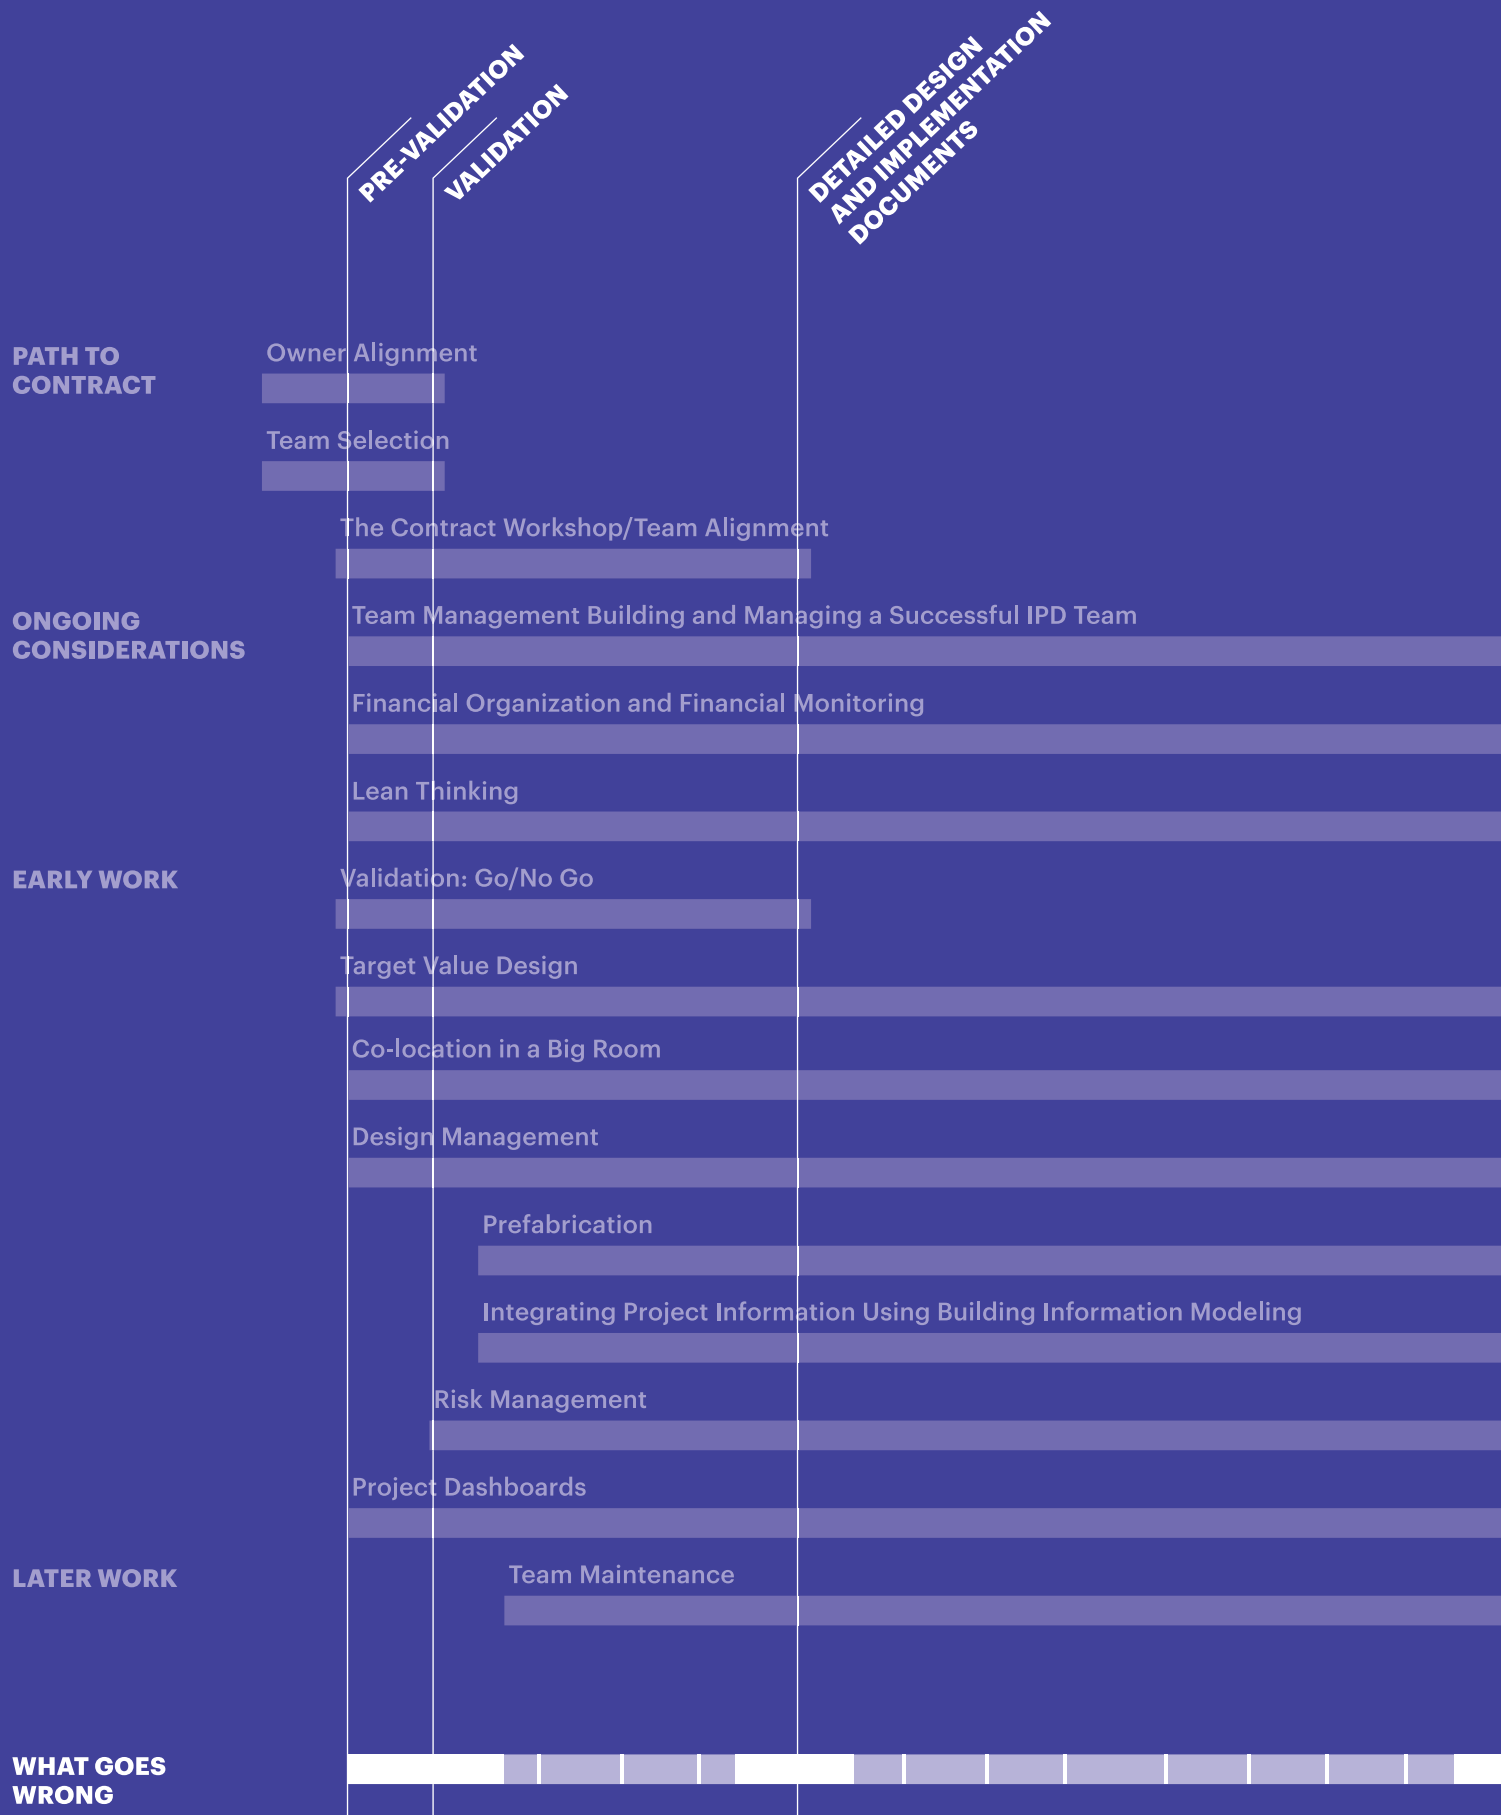 PRE-VALIDATION
VALIDATION
DETAILED DESIGN
AND IMPLEMENTATION
DOCUMENTS
PATH TO
CONTRACT
Owner Alignment
Team Selection
The Contract Workshop/Team Alignment
ONGOING
CONSIDERATIONS
Team Management Building and Managing a Successful IPD Team
Financial Organization and Financial Monitoring
Lean Thinking
EARLY WORK
Validation: Go/No Go
Target Value Design
Co-location in a Big Room
Design Management
Prefabrication
Integrating Project Information Using Building Information Modeling
Risk Management
Project Dashboards
LATER WORK
Team Maintenance
WHAT GOES
WRONG